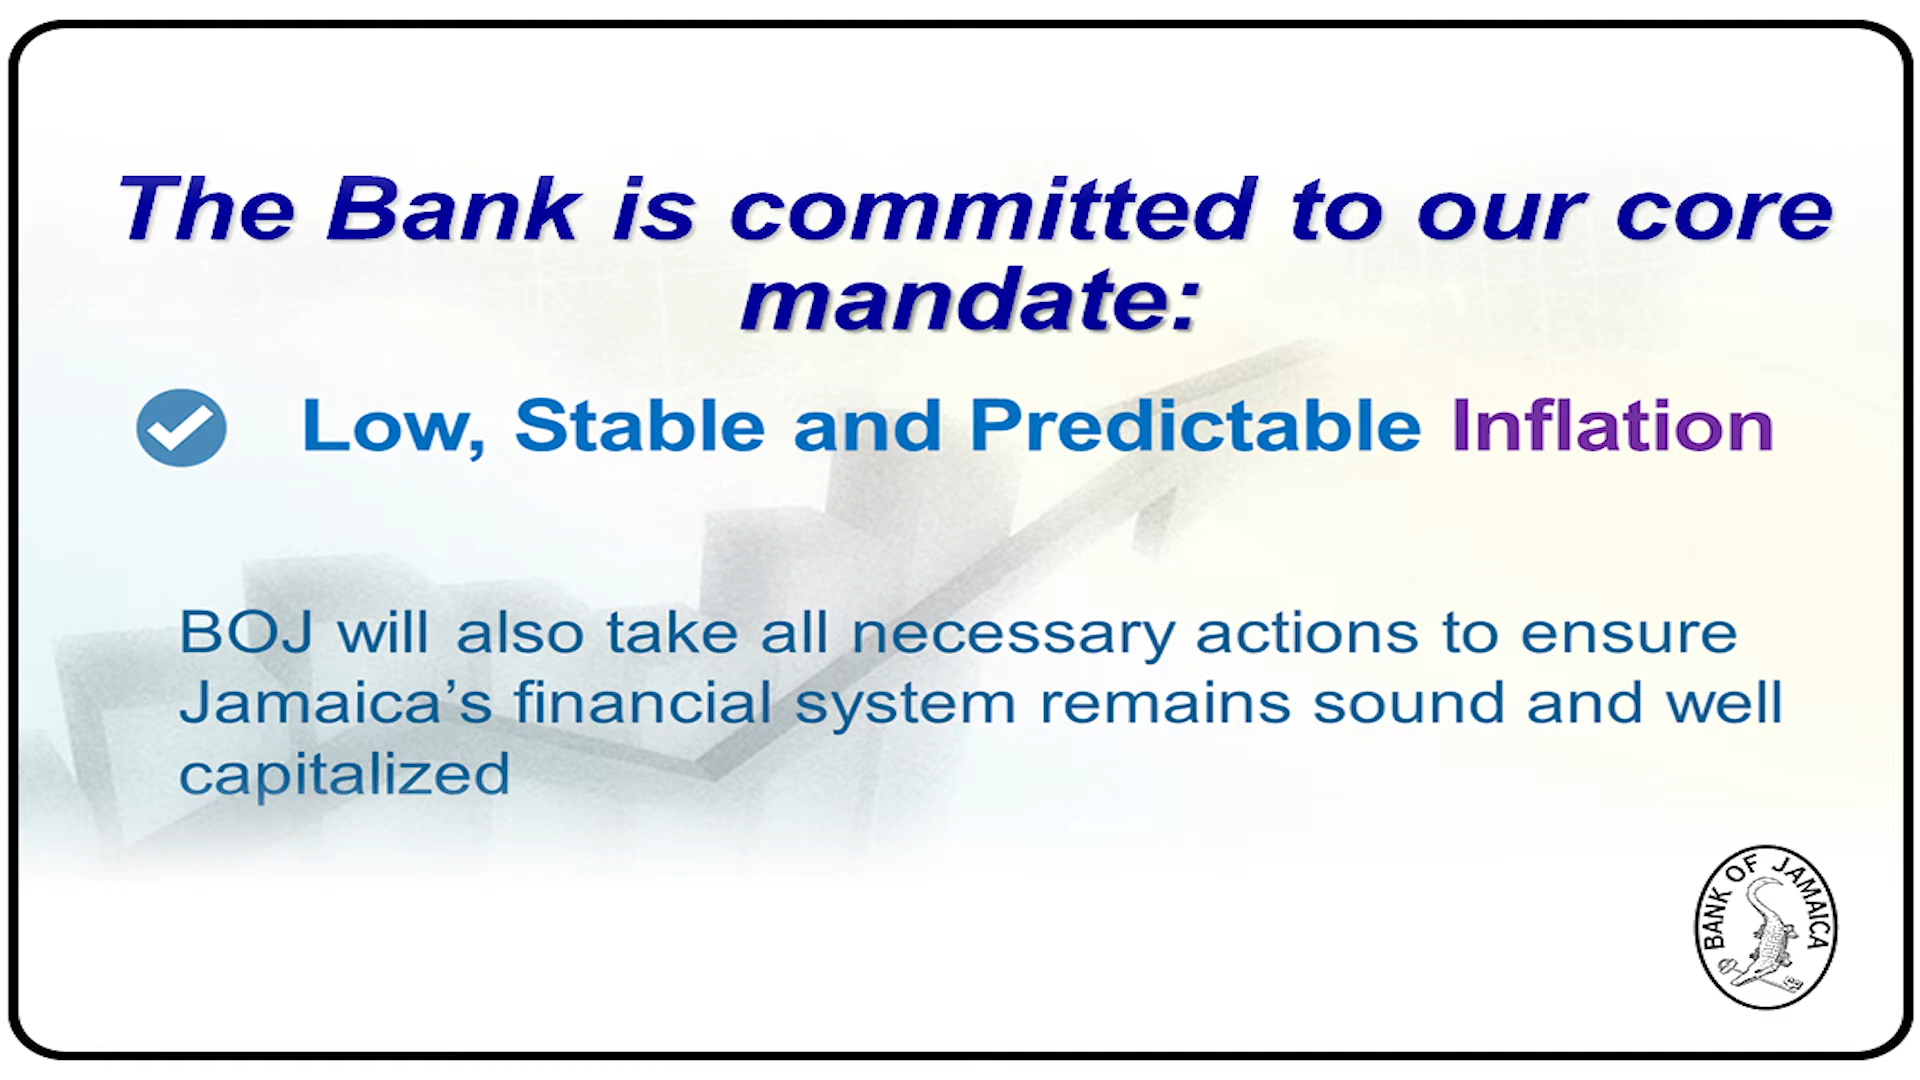 The Bank is committed to our core
mandate:
Low, Stable and Predictable Inflation
BOJ will also take all necessary actions to ensure
Jamaica’s financial system remains sound and well
capitalized
BANK OF JAMAICA